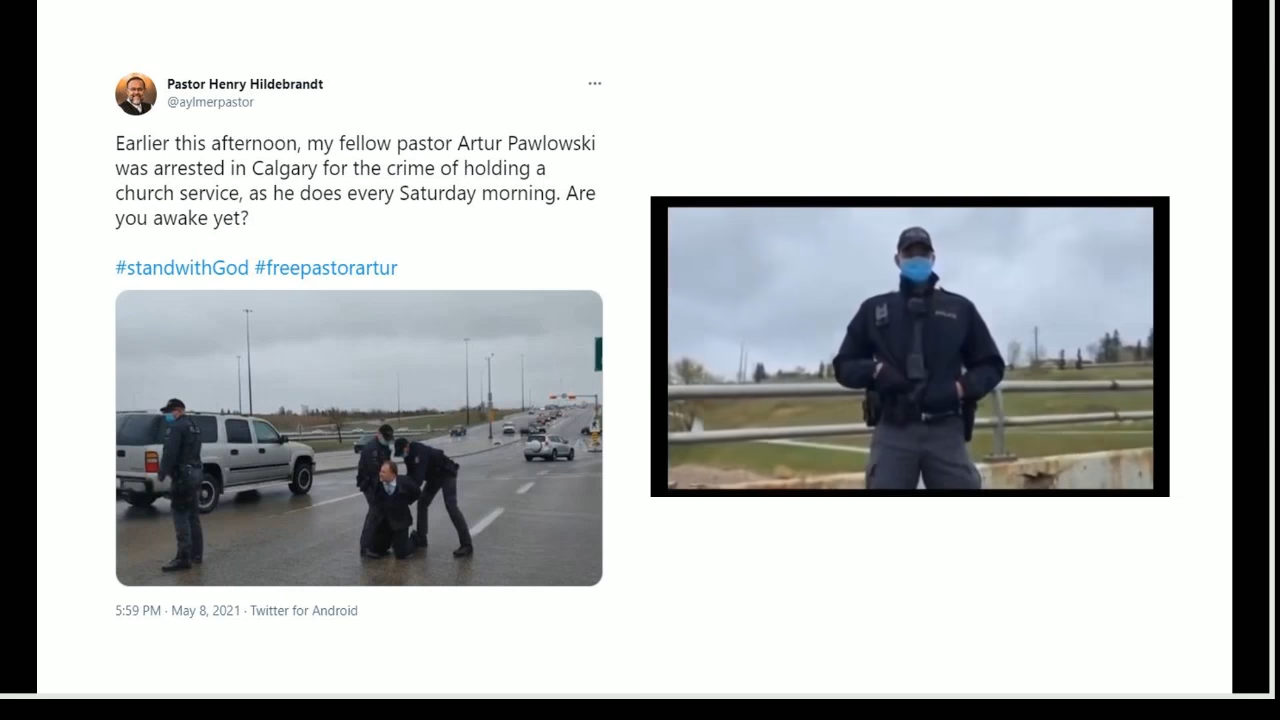 Pastor Henry Hildebrandt
@aylmerpastor
Earlier this afternoon, my fellow pastor Artur Pawlowski
was arrested in Calgary for the crime of holding a
church service, as he does every Saturday morning. Are
you awake yet?
#standwithGod #freepastorartur
5:59 PM · May 8, 2021 · Twitter for Android